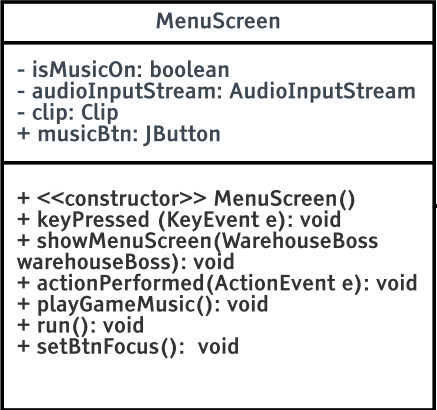 MenuScreen
- isMusicOn: boolean
- audioInputStream: AudioInputStream
- clip: Clip
+ musicBtn: JButton
+ <<constructor>> MenuScreen()
+ keyPressed (KeyEvent e): void
+ showMenuScreen(WarehouseBoss
warehouseBoss): void
+ actionPerformed(ActionEvent e): void
+ playGameMusic(): void
+ run(): void
+ setBtnFocus():  void